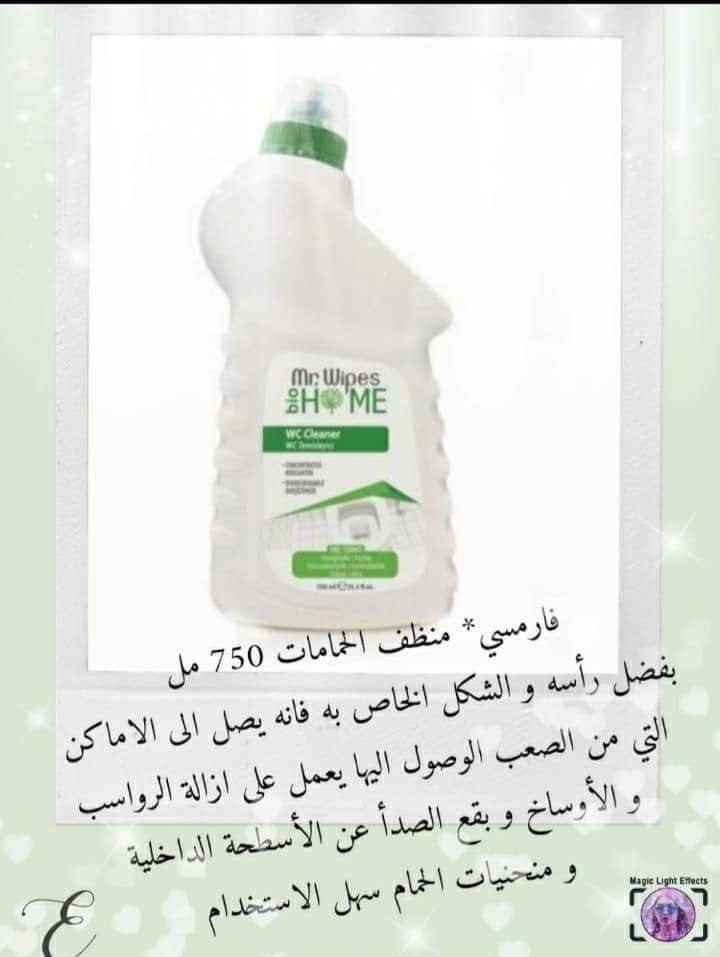 Mr. Wipes
bio HOME
WC Cleaner
WC Temizleyici
• CONCENTRATED
• BIODEGRADABLE
فارمسي* منظف الحمامات 750 مل
بفضل رأسه و الشكل الخاص به فانه يصل الى الاماكن
التي من الصعب الوصول اليها يعمل على ازالة الرواسب
و الأوساخ و بقع الصدأ عن الأسطحة الداخلية
و منحنيات الحمام سهل الاستخدام
Magic Light Effects